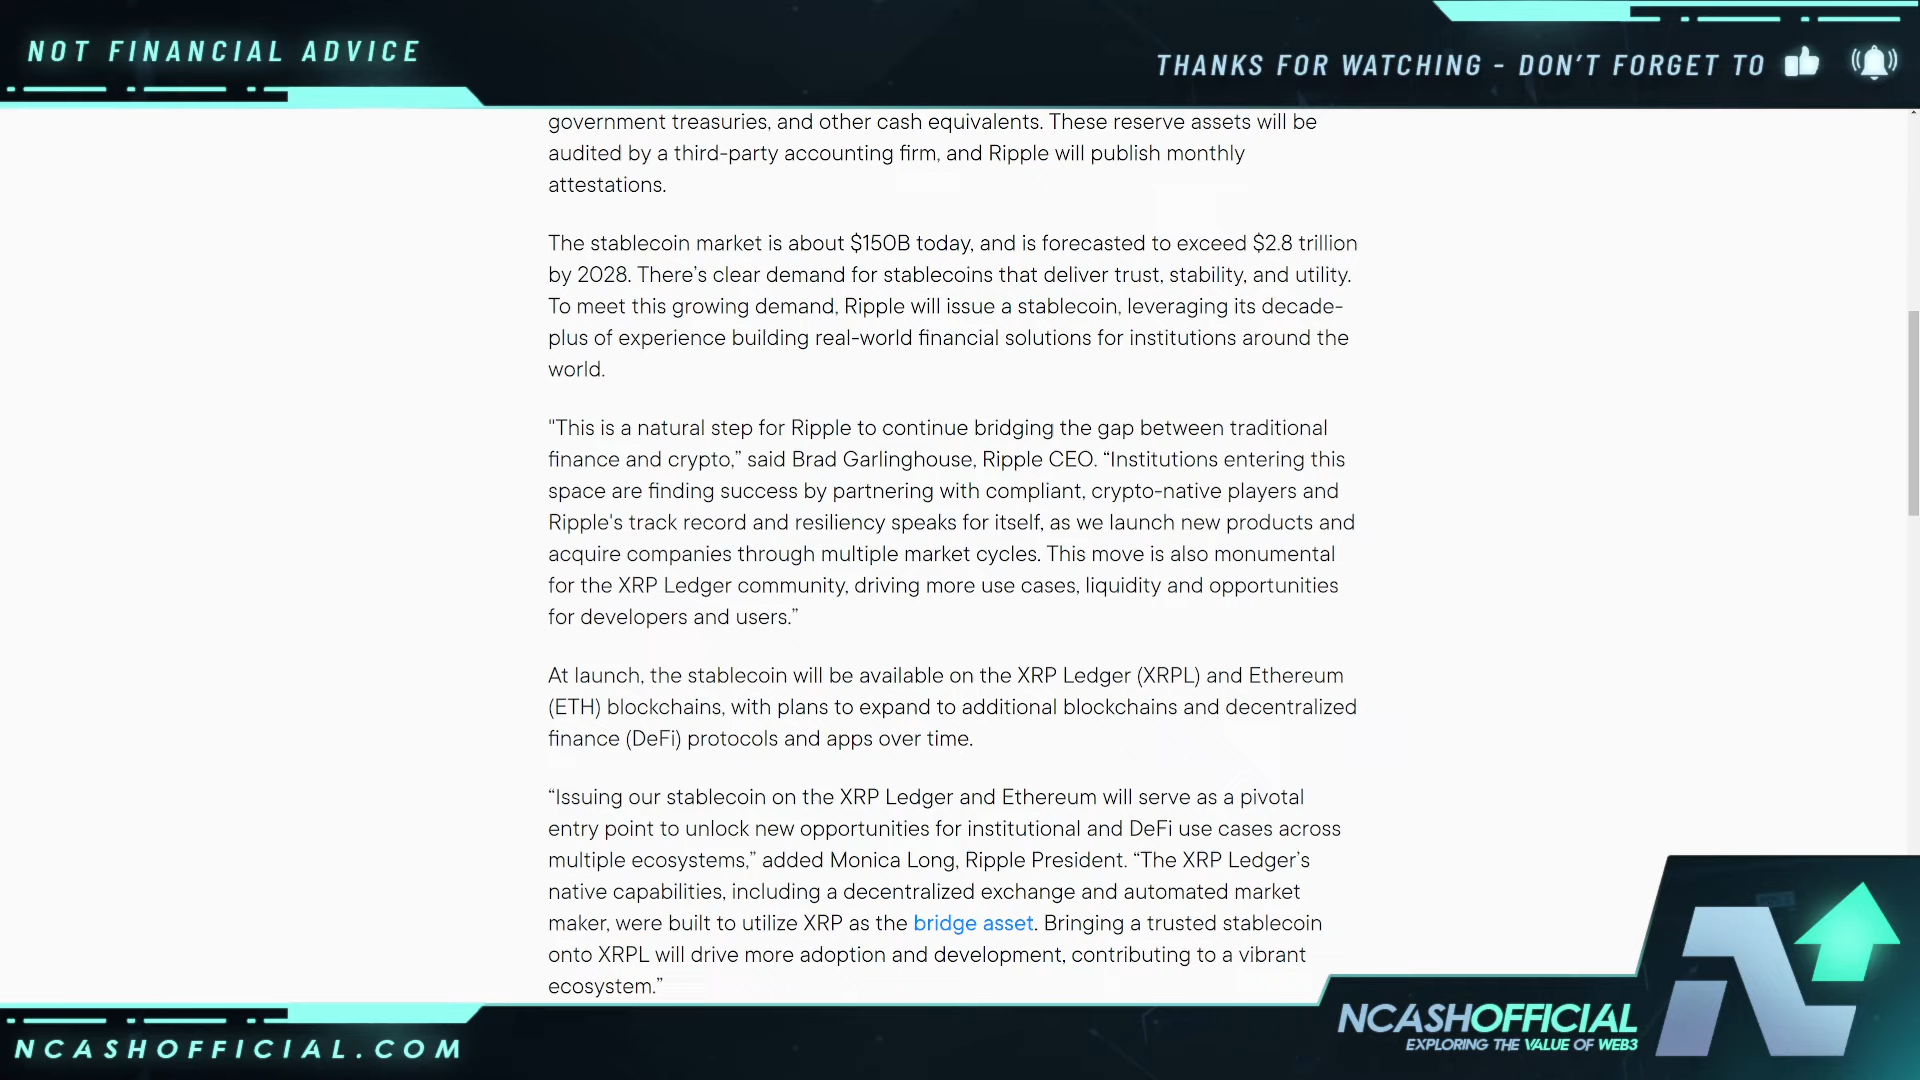 NOT FINANCIAL ADVICE
THANKS FOR WATCHING - DON'T FORGET TO
government treasuries, and other cash equivalents. These reserve assets will be
audited by a third-party accounting firm, and Ripple will publish monthly
attestations.
The stablecoin market is about $150B today, and is forecasted to exceed $2.8 trillion
by 2028. There’s clear demand for stablecoins that deliver trust, stability, and utility.
To meet this growing demand, Ripple will issue a stablecoin, leveraging its decade-
plus of experience building real-world financial solutions for institutions around the
world.
"This is a natural step for Ripple to continue bridging the gap between traditional
finance and crypto,” said Brad Garlinghouse, Ripple CEO. “Institutions entering this
space are finding success by partnering with compliant, crypto-native players and
Ripple's track record and resiliency speaks for itself, as we launch new products and
acquire companies through multiple market cycles. This move is also monumental
for the XRP Ledger community, driving more use cases, liquidity and opportunities
for developers and users.”
At launch, the stablecoin will be available on the XRP Ledger (XRPL) and Ethereum
(ETH) blockchains, with plans to expand to additional blockchains and decentralized
finance (DeFi) protocols and apps over time.
“Issuing our stablecoin on the XRP Ledger and Ethereum will serve as a pivotal
entry point to unlock new opportunities for institutional and DeFi use cases across
multiple ecosystems,” added Monica Long, Ripple President. “The XRP Ledger’s
native capabilities, including a decentralized exchange and automated market
maker, were built to utilize XRP as the bridge asset. Bringing a trusted stablecoin
onto XRPL will drive more adoption and development, contributing to a vibrant
ecosystem.”
NCASHOFFICIAL
EXPLORING THE VALUE OF WEB3
NCASHOFFICIAL.COM